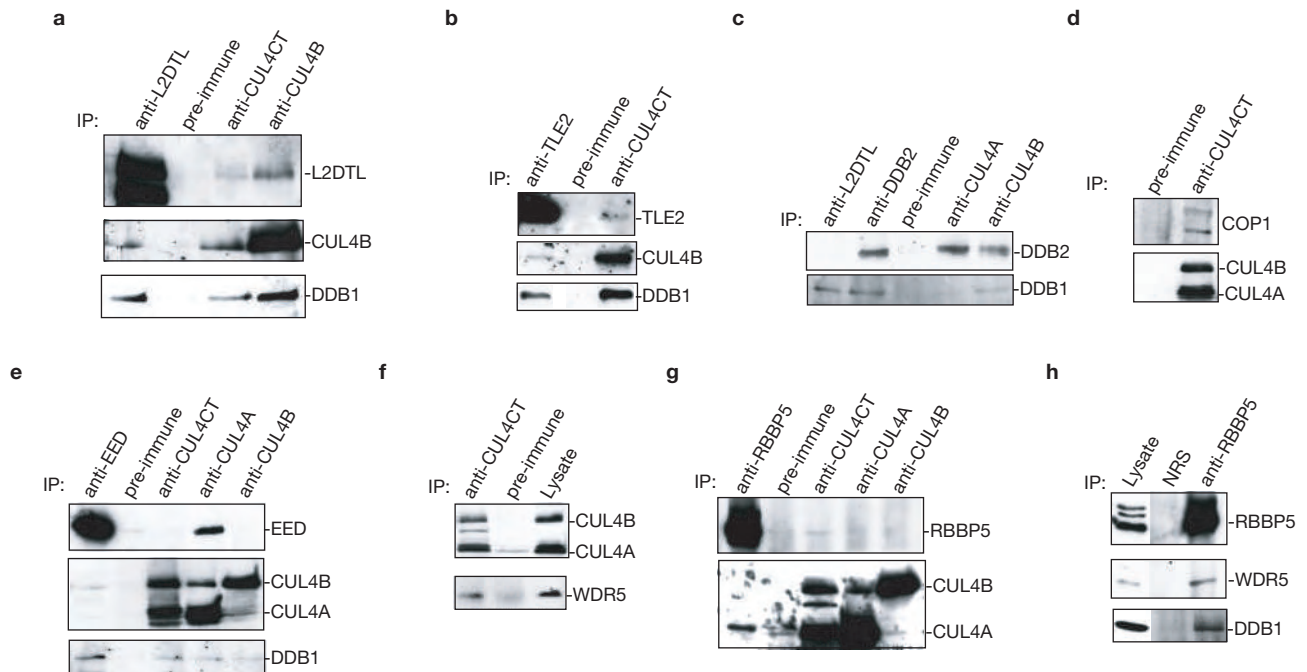 a
IP: anti-L2DTL pre-immune anti-CUL4CT anti-CUL4B
-L2DTL
-CUL4B
-DDB1
b
IP: anti-TLE2 pre-immune anti-CUL4CT
-TLE2
-CUL4B
-DDB1
c
IP: anti-L2DTL anti-DDB2 pre-immune anti-CUL4A anti-CUL4B
-DDB2
-DDB1
d
IP: pre-immune anti-CUL4CT
COP1
-CUL4B
-CUL4A
e
IP: anti-EED pre-immune anti-CUL4CT anti-CUL4A anti-CUL4B
-EED
-CUL4B
-CUL4A
-DDB1
f
IP: anti-CUL4CT pre-immune Lysate
-CUL4B
-CUL4A
-WDR5
g
IP: anti-RBBP5 pre-immune anti-CUL4CT anti-CUL4A anti-CUL4B
-RBBP5
-CUL4B
-CUL4A
h
IP: Lysate NRS anti-RBBP5
-RBBP5
-WDR5
-DDB1